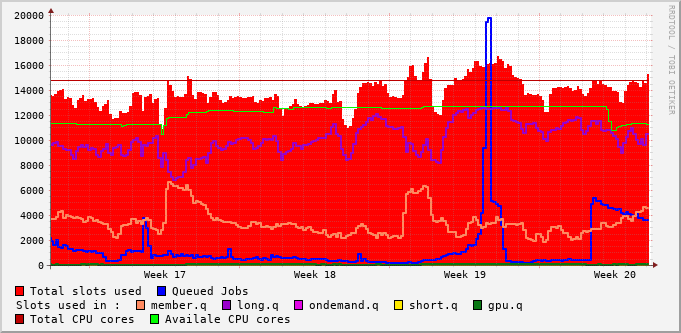 20000
18000
16000
14000
12000
10000
8000
6000
4000
2000
0
Week 17 Week 18 Week 19 Week 20
RRDTOOL / TOBI OETIKER
Total slots used Queued Jobs
Slots used in : member.q long.q ondemand.q short.q gpu.q
Total CPU cores Availale CPU cores